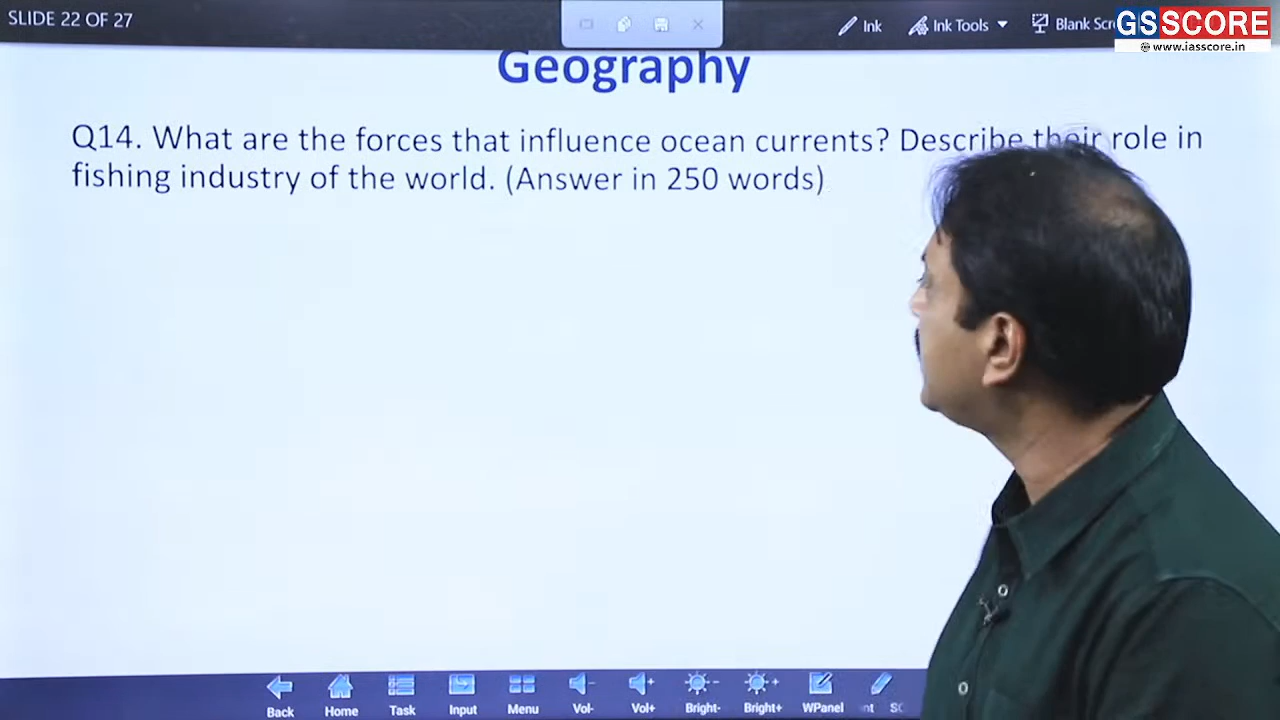 SLIDE 22 OF 27
Ink
Ink Tools
Blank
GSSCORE
www.iasscore.in
Geography
Q14. What are the forces that influence ocean currents? Describe their role in
fishing industry of the world. (Answer in 250 words)
Back
Home
Task
Input
Menu
Vol-
Vol+
Bright-
Bright+
WPanel